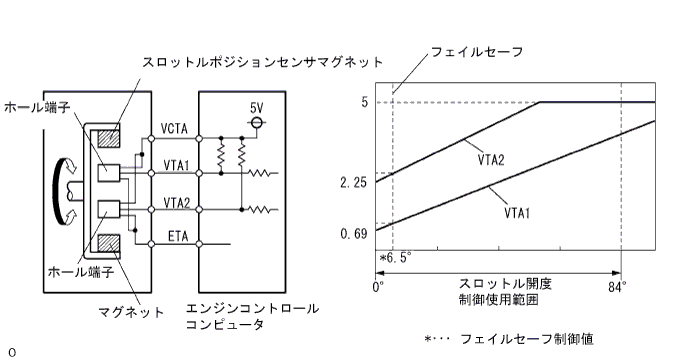 スロットルポジションセンサマグネット
ホール端子
5V
VCTA
VTA1
VTA2
ETA
ホール端子
マグネット
エンジンコントロール
コンピュータ
フェイルセーフ
5
2.25
0.69
VTA2
VTA1
*6.5°
0°
84°
スロットル開度
制御使用範囲
*･･･ フェイルセーフ制御値
0